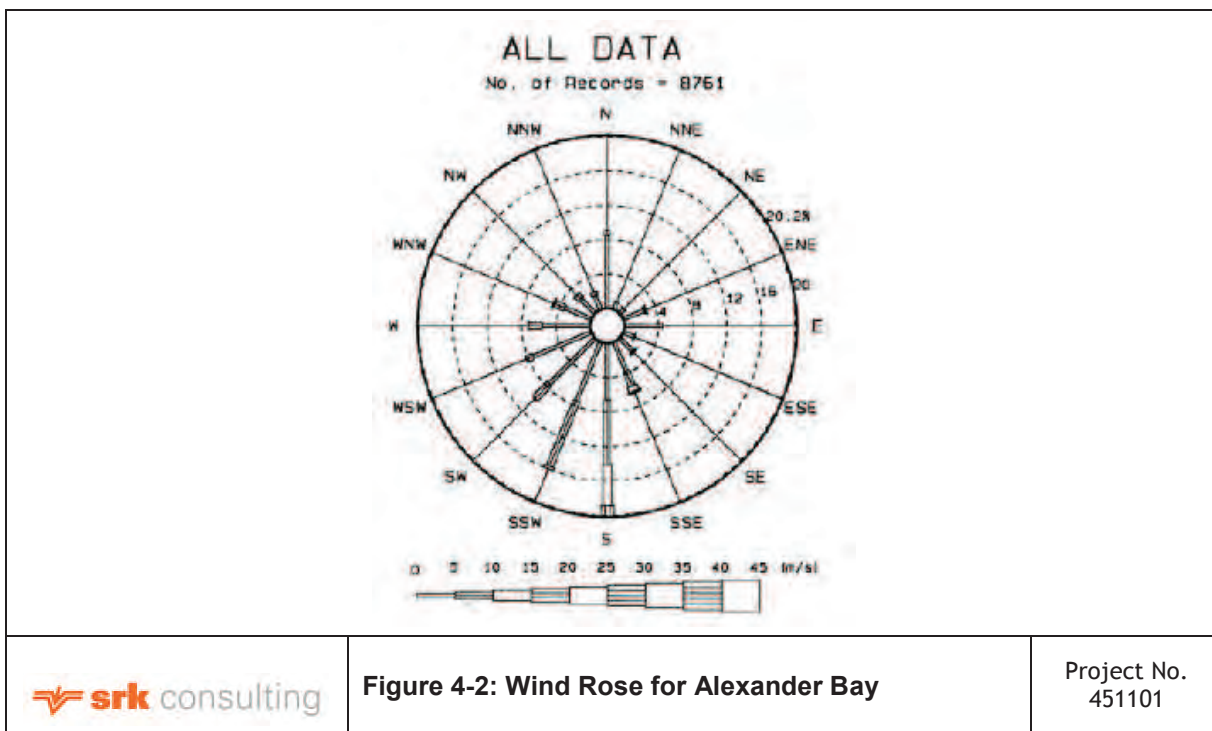 ALL DATA
No. of Records = 8761
N
NNW
NNE
NW
NE
20.28
WNW
ENE
20
16
12
8
4
W
E
WSW
ESE
SW
SE
SSW
SSE
S
0 5 10 15 20 25 30 35 40 45 (m/s)
srk consulting
Figure 4-2: Wind Rose for Alexander Bay
Project No.
451101